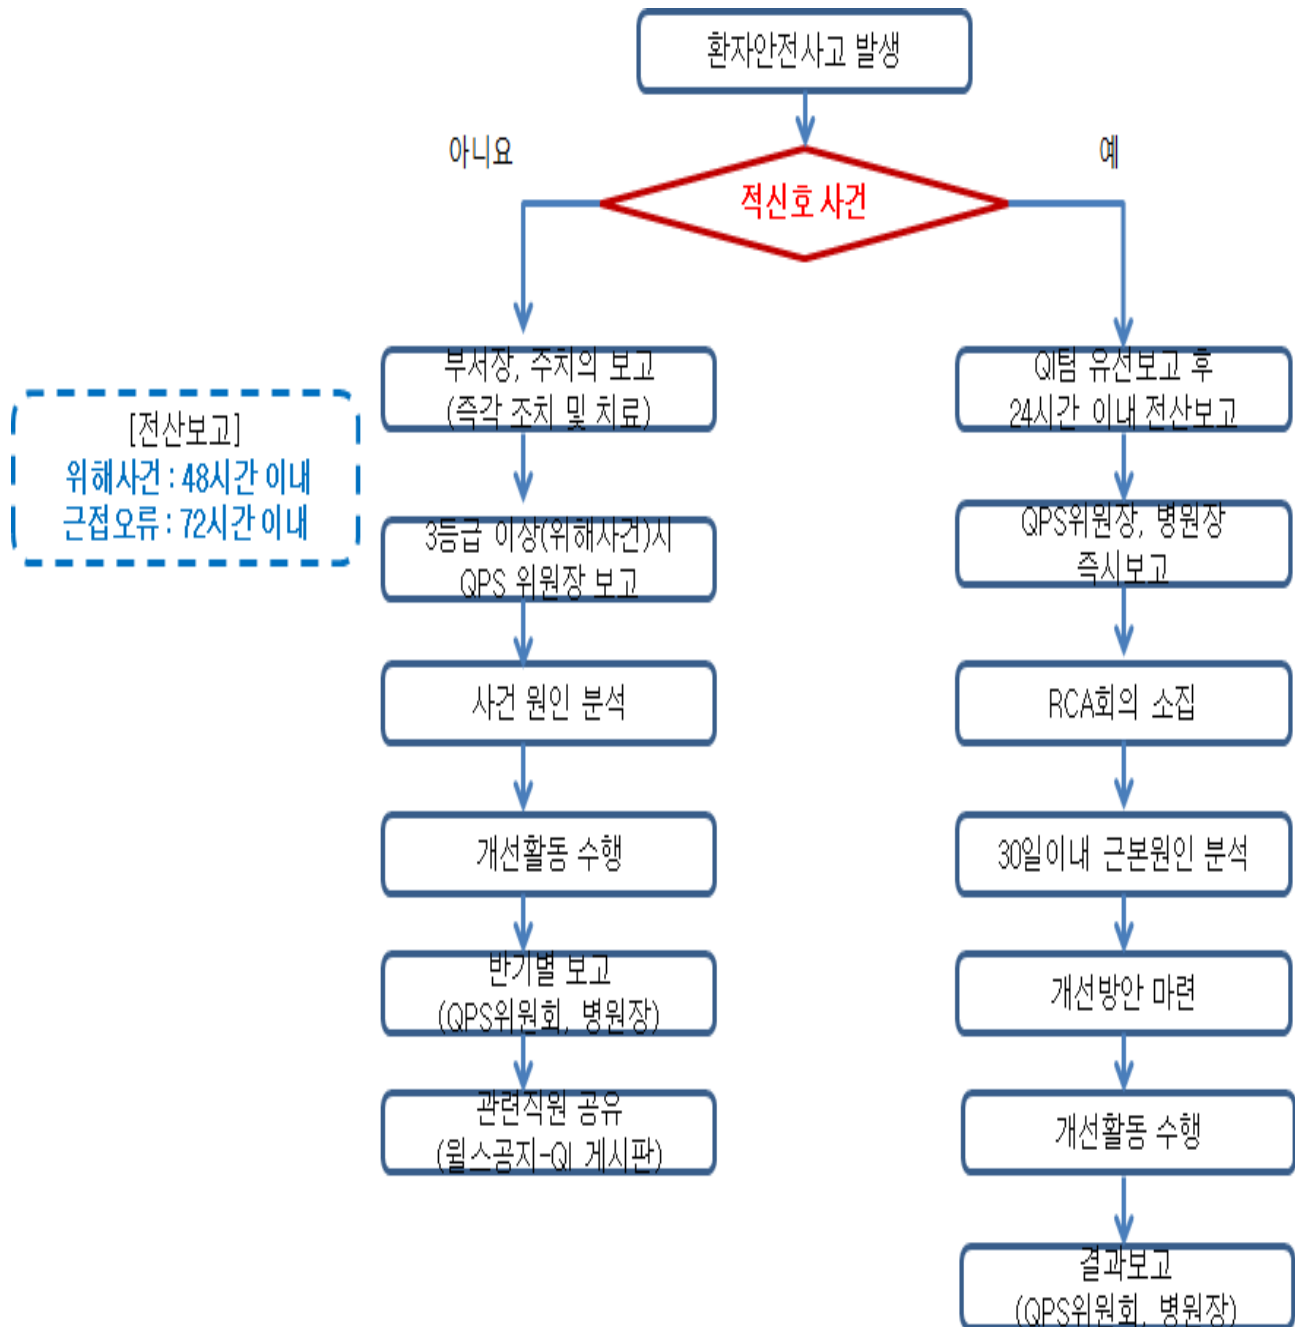 환자안전사고 발생
아니요
예
적신호 사건
부서장, 주치의 보고
(즉각 조치 및 치료)
[전산보고]
위해사건 : 48시간 이내
근접오류 : 72시간 이내
3등급 이상(위해사건)시
QPS 위원장 보고
사건 원인 분석
개선활동 수행
반기별 보고
(QPS위원회, 병원장)
관련직원 공유
(윌스공지-QI 게시판)
QI팀 유선보고 후
24시간 이내 전산보고
QPS위원장, 병원장
즉시보고
RCA회의 소집
30일이내 근본원인 분석
개선방안 마련
개선활동 수행
결과보고
(QPS위원회, 병원장)